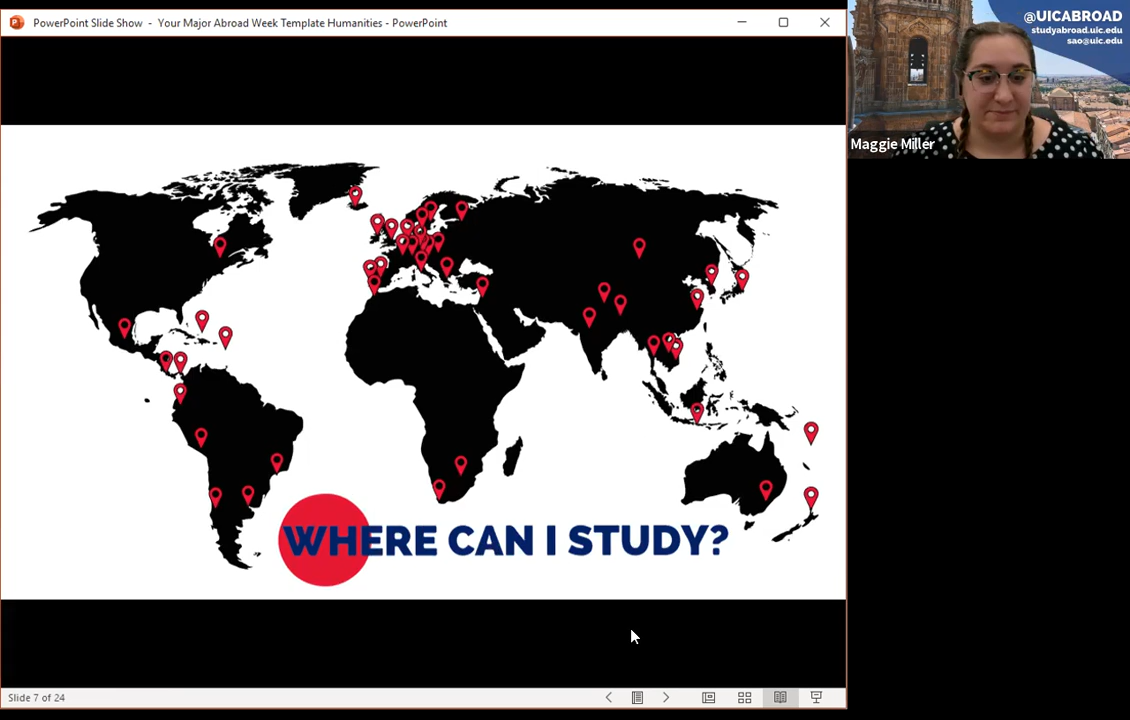 PowerPoint Slide Show - Your Major Abroad Week Template Humanities - PowerPoint
@UICABROAD
studyabroad.uic.edu
sao@uic.edu
Maggie Miller
WHERE CAN I STUDY?
Slide 7 of 24